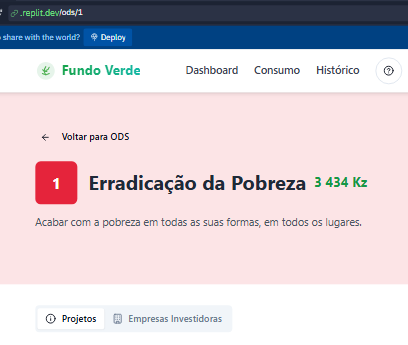 .replit.dev/ods/1
share with the world?
Deploy
Fundo Verde
Dashboard
Consumo
Histórico
Voltar para ODS
1
Erradicação da Pobreza
3 434 Kz
Acabar com a pobreza em todas as suas formas, em todos os lugares.
Projetos
Empresas Investidoras